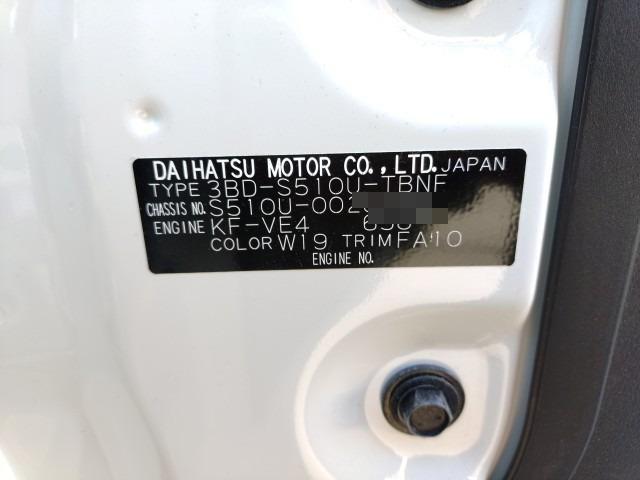 DAIHATSU MOTOR CO., LTD. JAPAN
TYPE 3BD-S510U-TBNF
CHASSIS NO. S510U-002
ENGINE KF-VE4
COLOR W19 TRIM FA10
ENGINE NO.